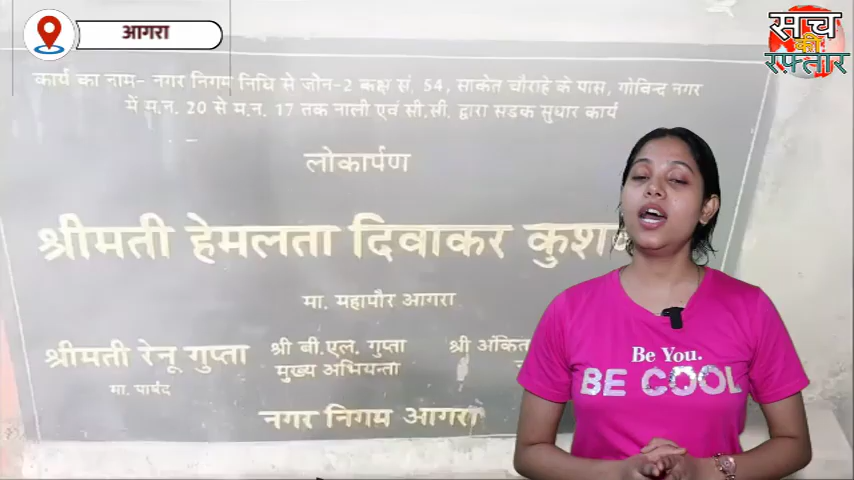 आगरा
सच
की
रफ़्तार
कार्य का नाम- नगर निगम निधि से जोन-2 कक्ष सं. 54, साकेत चौराहे के पास, गोविन्द नगर
में म.न. 20 से म.न. 17 तक नाली एवं सी.सी. द्वारा सडक सुधार कार्य
लोकार्पण
श्रीमती हेमलता दिवाकर
मा. महापौर आगरा
श्रीमती रेनू गुप्ता
मा. पार्षद
श्री बी.एल. गुप्ता
मुख्य अभियन्ता
श्री
नगर निगम आगरा
Be You.
BE COOL